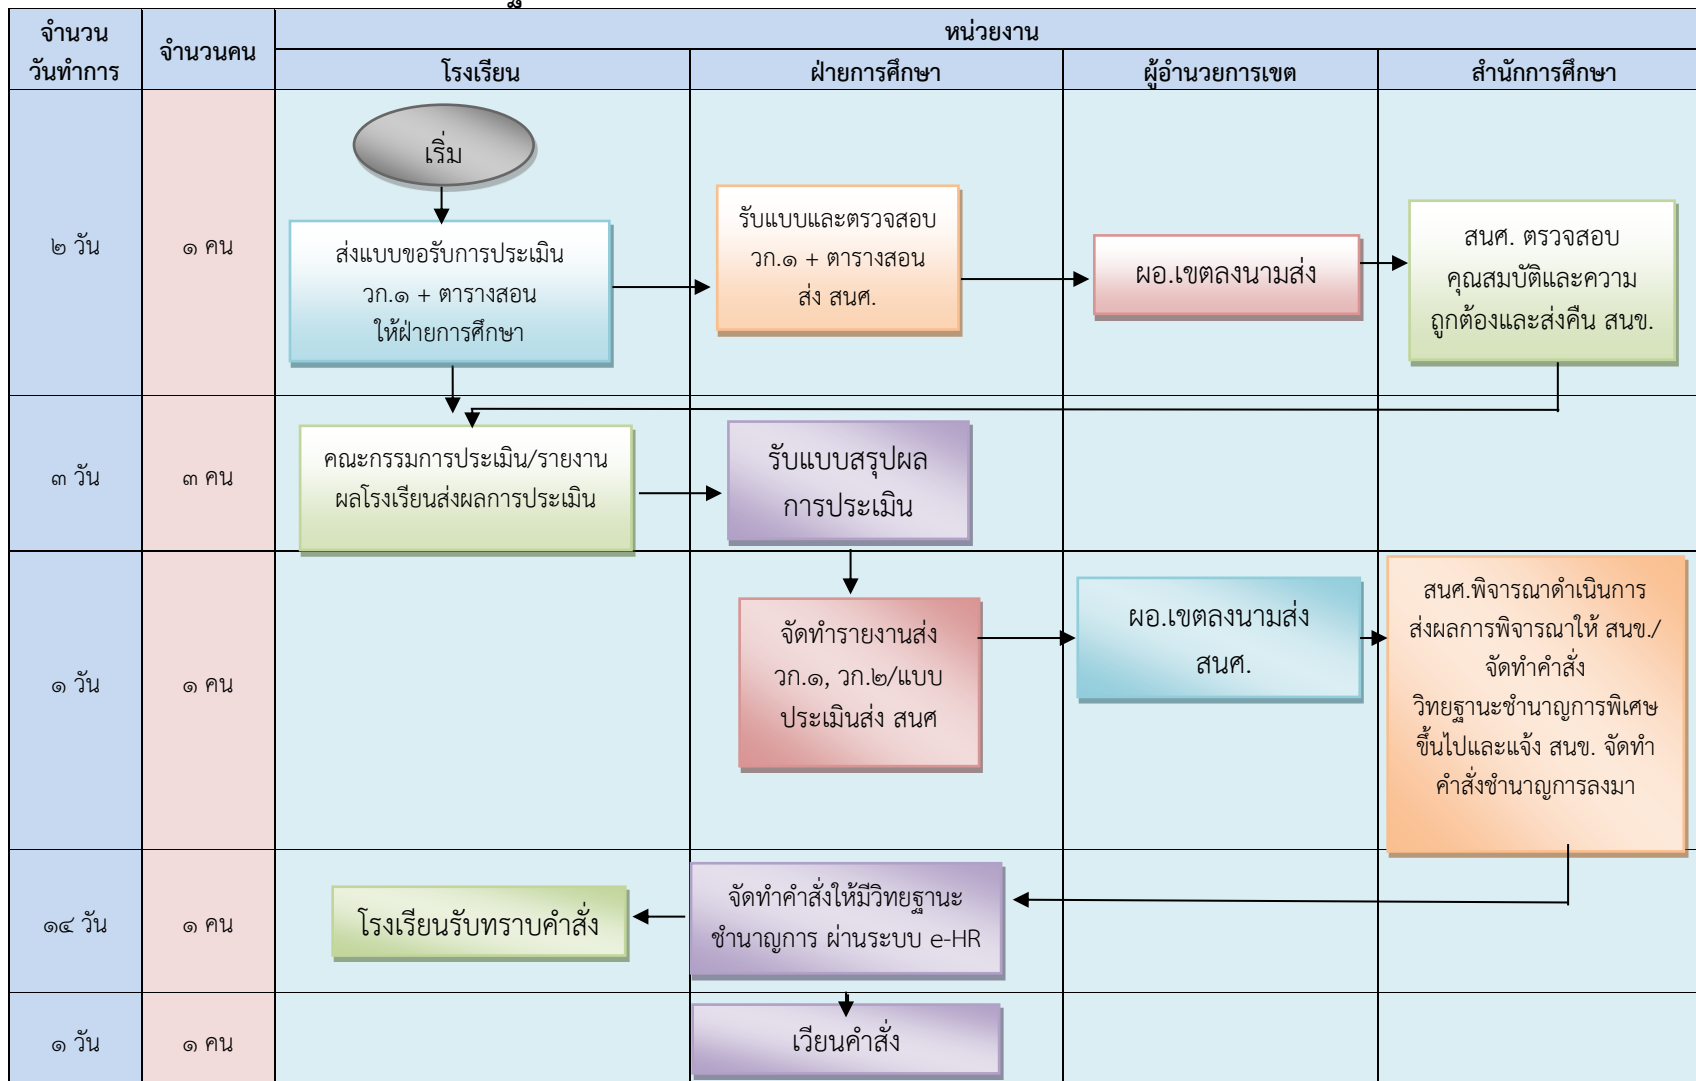 จำนวน
วันทำการ
จำนวนคน
หน่วยงาน
โรงเรียน
ฝ่ายการศึกษา
ผู้อำนวยการเขต
สำนักการศึกษา
๒ วัน
๑ คน
เริ่ม
ส่งแบบขอรับการประเมิน
วก.๑ + ตารางสอน
ให้ฝ่ายการศึกษา
รับแบบและตรวจสอบ
วก.๑ + ตารางสอน
ส่ง สนศ.
ผอ.เขตลงนามส่ง
สนศ. ตรวจสอบ
คุณสมบัติและความ
ถูกต้องและส่งคืน สนข.
๓ วัน
๓ คน
คณะกรรมการประเมิน/รายงาน
ผลโรงเรียนส่งผลการประเมิน
รับแบบสรุปผล
การประเมิน
๑ วัน
๑ คน
จัดทำรายงานส่ง
วก.๑, วก.๒/แบบ
ประเมินส่ง สนศ
ผอ.เขตลงนามส่ง
สนศ.
สนศ.พิจารณาดำเนินการ
ส่งผลการพิจารณาให้ สนข./
จัดทำคำสั่ง
วิทยฐานะชำนาญการพิเศษ
ขึ้นไปและแจ้ง สนข. จัดทำ
คำสั่งชำนาญการลงมา
๑๔ วัน
๑ คน
โรงเรียนรับทราบคำสั่ง
จัดทำคำสั่งให้มีวิทยฐานะ
ชำนาญการ ผ่านระบบ e-HR
๑ วัน
๑ คน
เวียนคำสั่ง